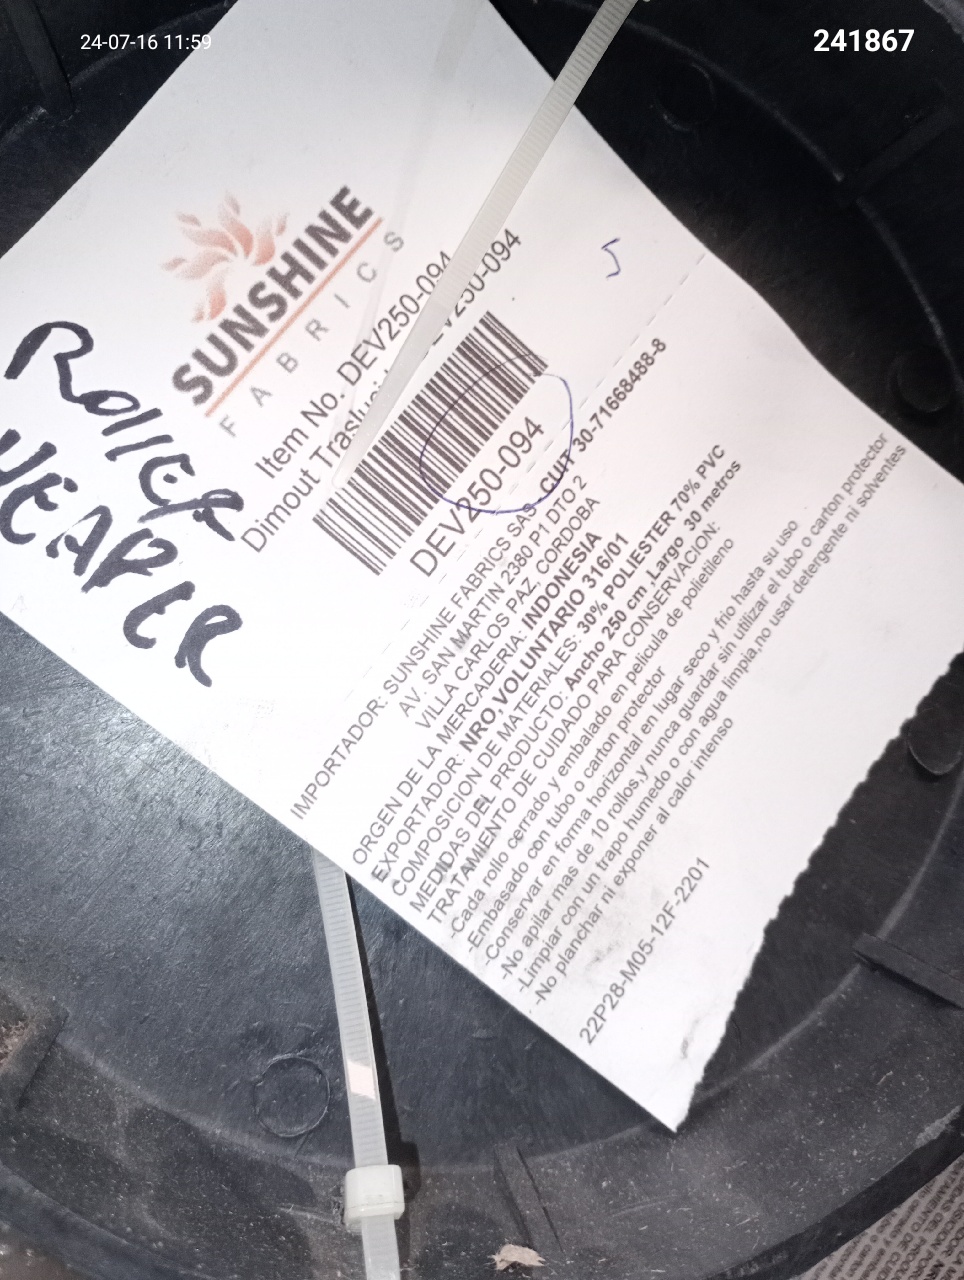 24-07-16 11:59
241867
SUNSHINE
FABRICS
ROllER
Item No. DEV250-094
Dimout DEV250-094
5
DEV250-094
IMPORTADOR: SUNSHINE FABRICS SAS CUIT 30-71668488-8
AV. SAN MARTIN 2380 P1 DTO 2
VILLA CARLOS PAZ, CORDOBA
ORGEN DE LA MERCADERIA: INDONESIA
EXPORTADOR: NRO.VOLUNTARIO 316/01
COMPOSICION DE MATERIALES: 30% POLIESTER 70% PVC
MEDIDAS DEL PRODUCTO: Ancho 250 cm , Largo 30 metros
TRATAMIENTO DE CUIDADO PARA CONSERVACION:
-Cada rollo cerrado y embalado en pelicula de polietileno
-Embasado con tubo o carton protector
-Conservar en forma horizontal en lugar seco y frio hasta su uso
-No apilar mas de 10 rollos,y nunca guardar sin utilizar el tubo o carton protector
-Limpiar con un trapo humedo o con agua limpia,no usar detergente ni solventes
-No planchar ni exponer al calor intenso
22P28-M05-12F-2201